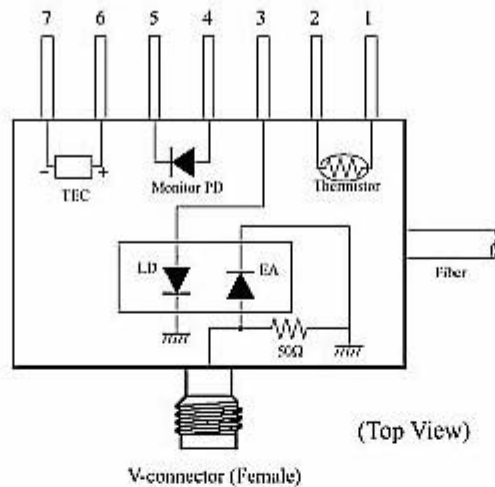 7 6 5 4 3 2 1
− +
TEC
Monitor PD
Thermistor
LD
EA
Fiber
50Ω
(Top View)
V-connector (Female)